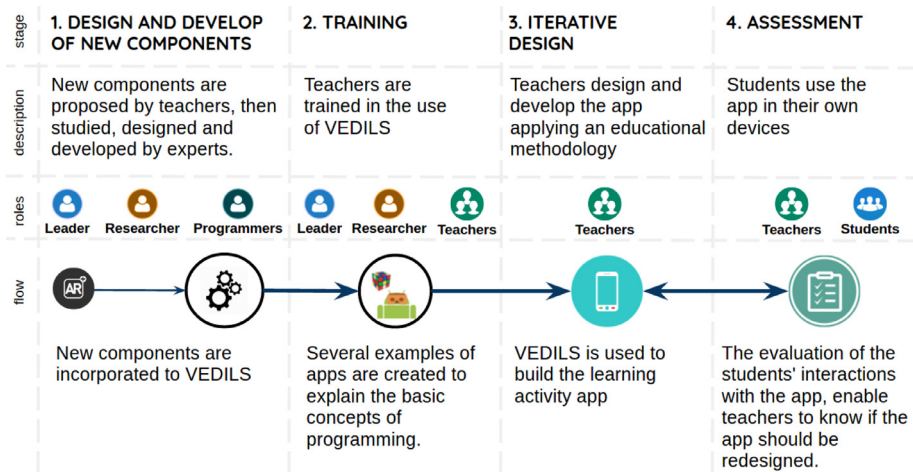 stage
1. DESIGN AND DEVELOP
OF NEW COMPONENTS
2. TRAINING
3. ITERATIVE
DESIGN
4. ASSESSMENT
description
New components are
proposed by teachers, then
studied, designed and
developed by experts.
Teachers are
trained in the use
of VEDILS
Teachers design and
develop the app
applying an educational
methodology
Students use the
app in their own
devices
roles
Leader
Researcher
Programmers
Leader
Researcher
Teachers
Teachers
Teachers
Students
flow
AR
New components are
incorporated to VEDILS
Several examples of
apps are created to
explain the basic
concepts of
programming.
VEDILS is used to
build the learning
activity app
The evaluation of the
students' interactions
with the app, enable
teachers to know if the
app should be
redesigned.